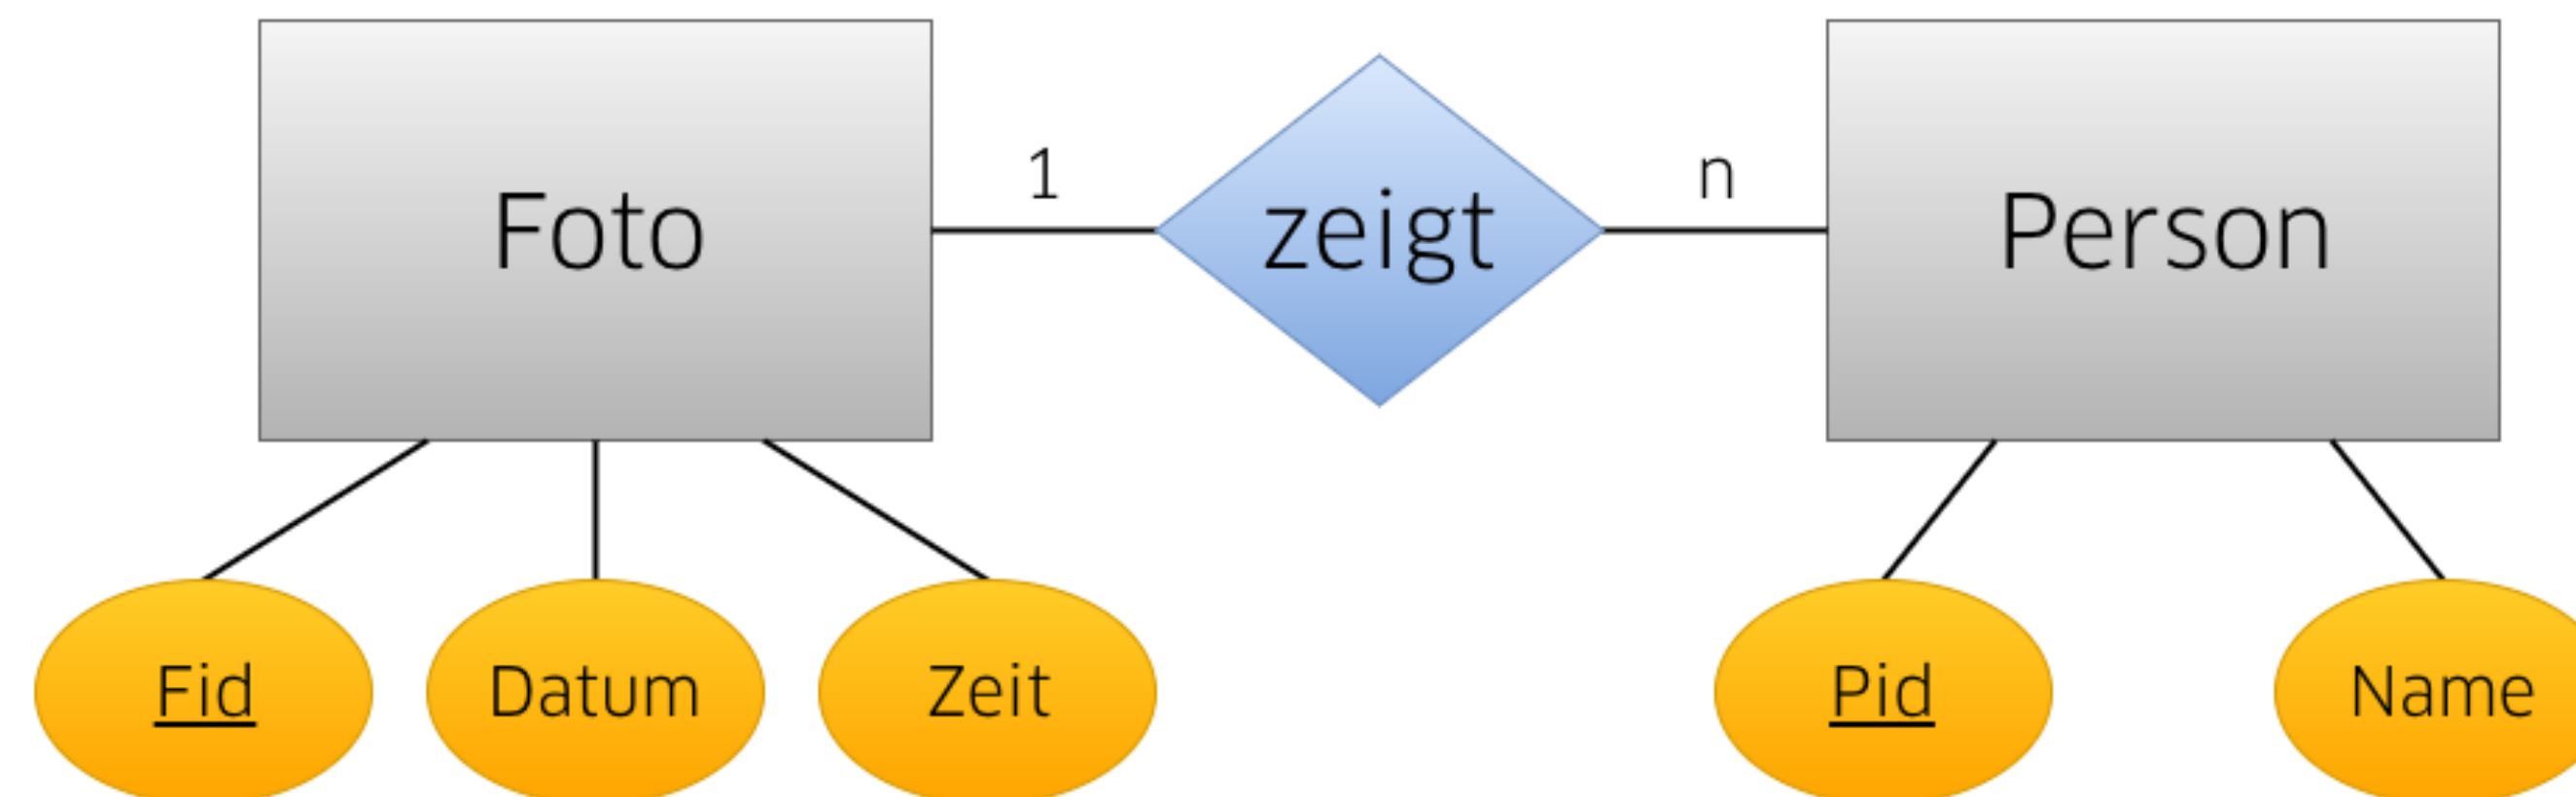 Foto
1
zeigt
n
Person
Fid
Datum
Zeit
Pid
Name